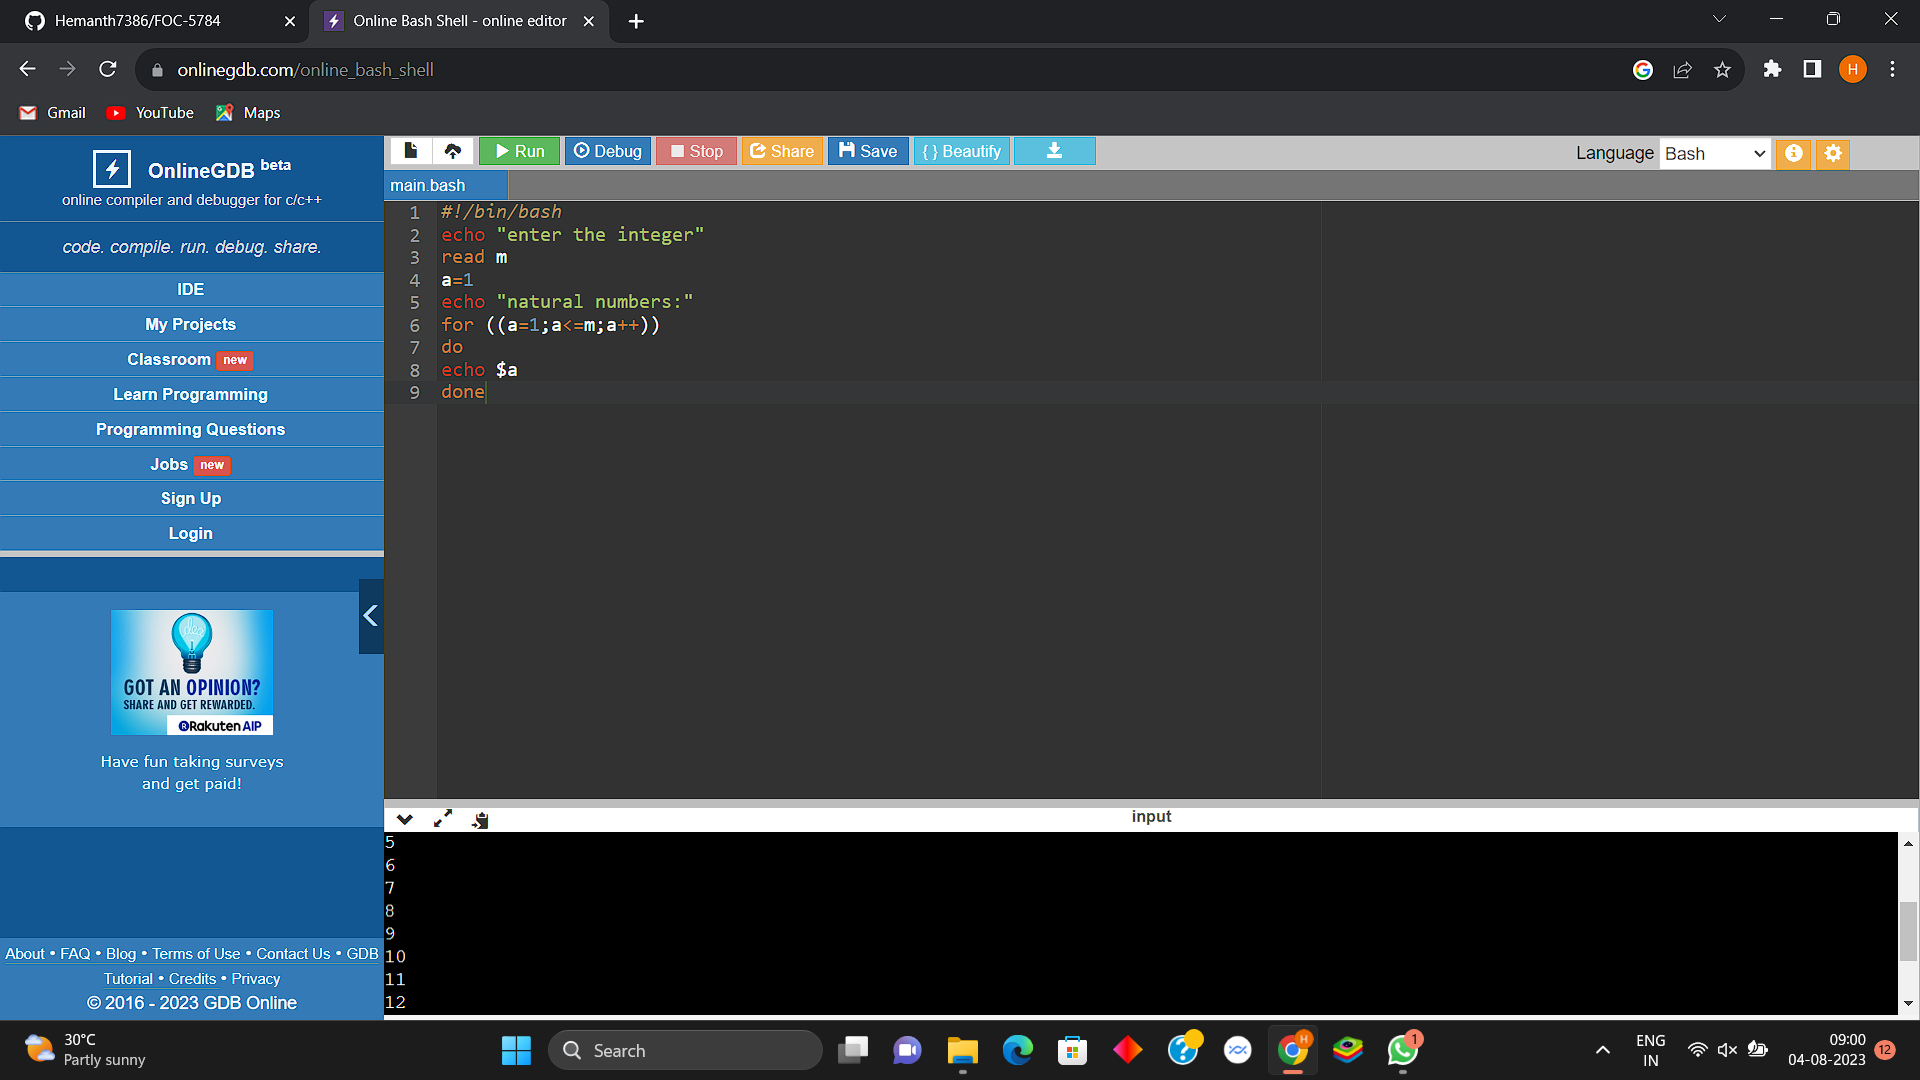 Hemanth7386/FOC-5784
Online Bash Shell - online editor
onlinegdb.com/online_bash_shell
H
Gmail YouTube Maps
OnlineGDB beta
online compiler and debugger for c/c++
code. compile. run. debug. share.
IDE
My Projects
Classroom new
Learn Programming
Programming Questions
Jobs new
Sign Up
Login
GOT AN OPINION?
SHARE AND GET REWARDED.
Rakuten AIP
Have fun taking surveys
and get paid!
About • FAQ • Blog • Terms of Use • Contact Us • GDB
Tutorial • Credits • Privacy
© 2016 - 2023 GDB Online
Run Debug Stop Share Save { } Beautify
Language Bash
main.bash
1 #!/bin/bash
2 echo "enter the integer"
3 read m
4 a=1
5 echo "natural numbers:"
6 for ((a=1;a<=m;a++))
7 do
8 echo $a
9 done
input
5
6
7
8
9
10
11
12
30°C
Partly sunny
Search
H
1
ENG
IN
09:00
04-08-2023
12